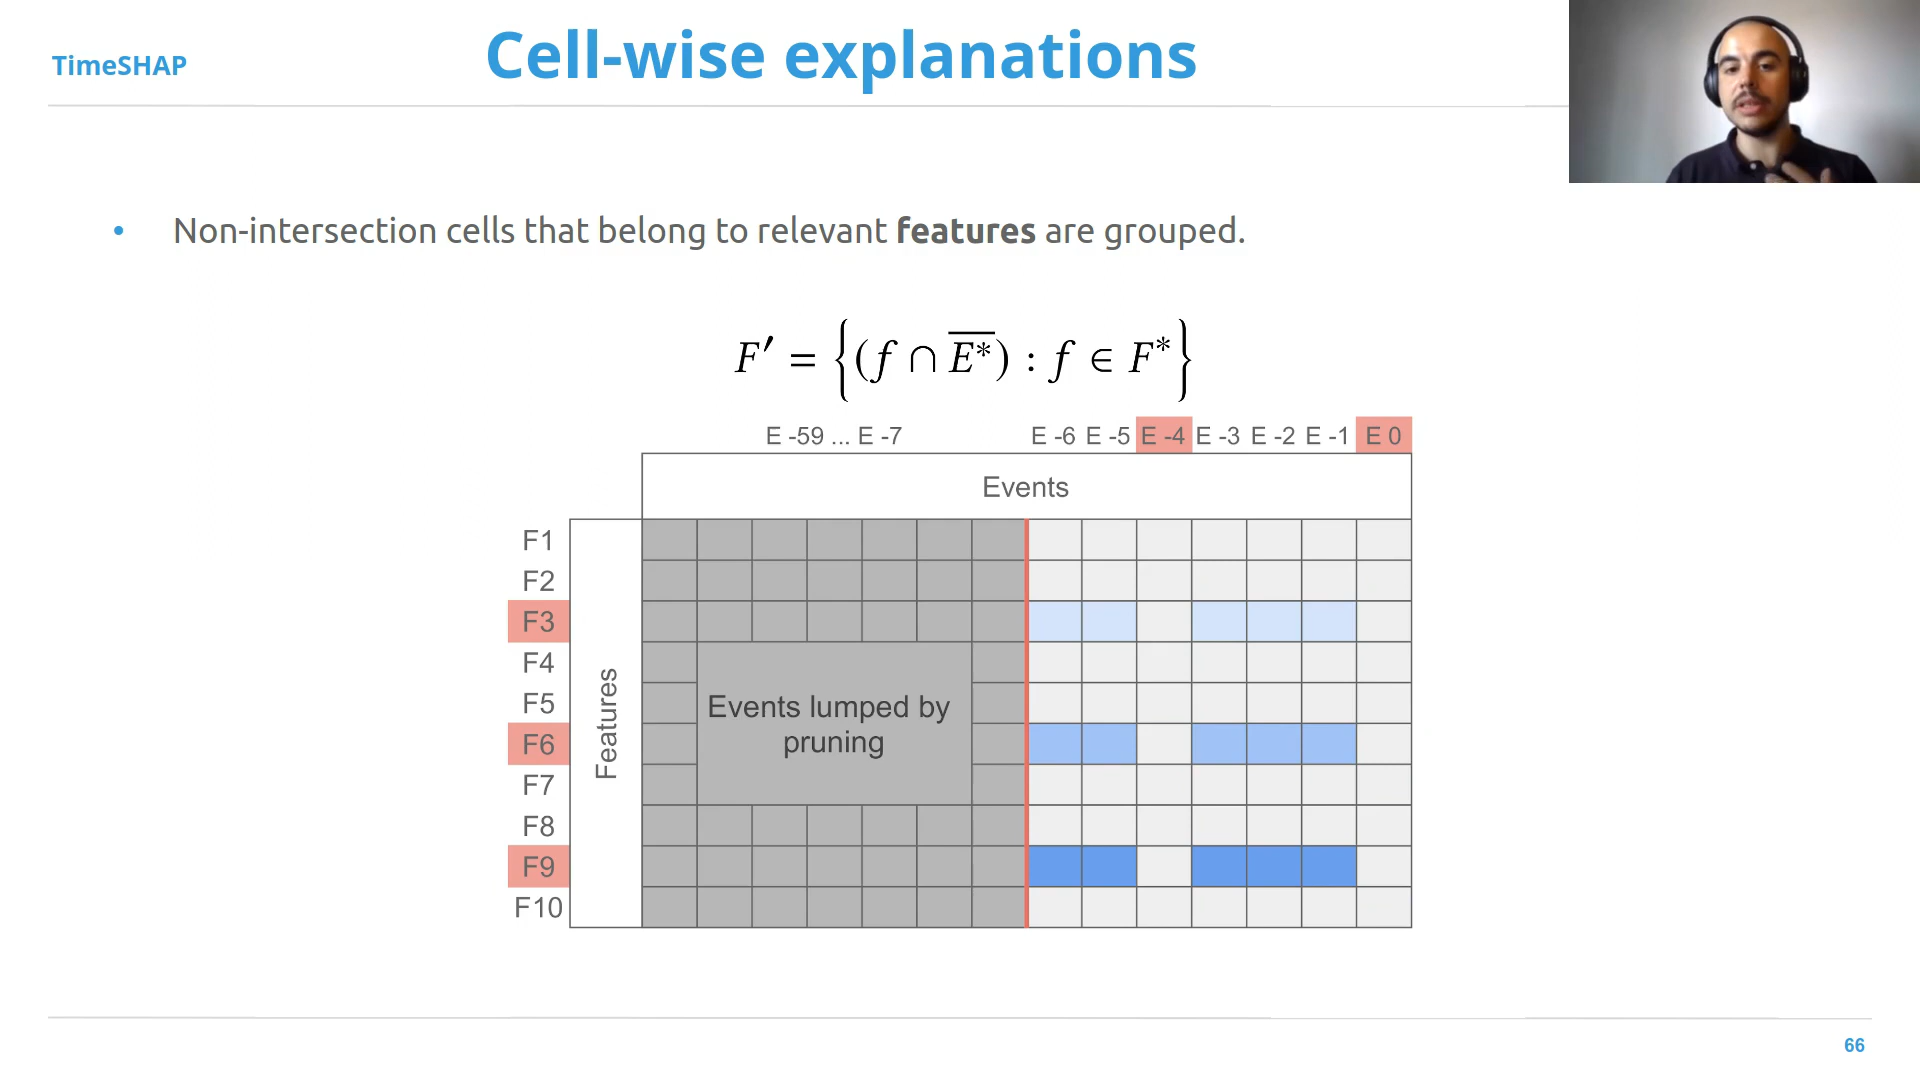 TimeSHAP
Cell-wise explanations
• Non-intersection cells that belong to relevant features are grouped.
F′ = {(f ∩ \overline{E*}) : f ∈ F*}
E -59 ... E -7 E -6 E -5 E -4 E -3 E -2 E -1 E 0
Events
Features
F1
F2
F3
F4
F5
F6
F7
F8
F9
F10
Events lumped by
pruning
66